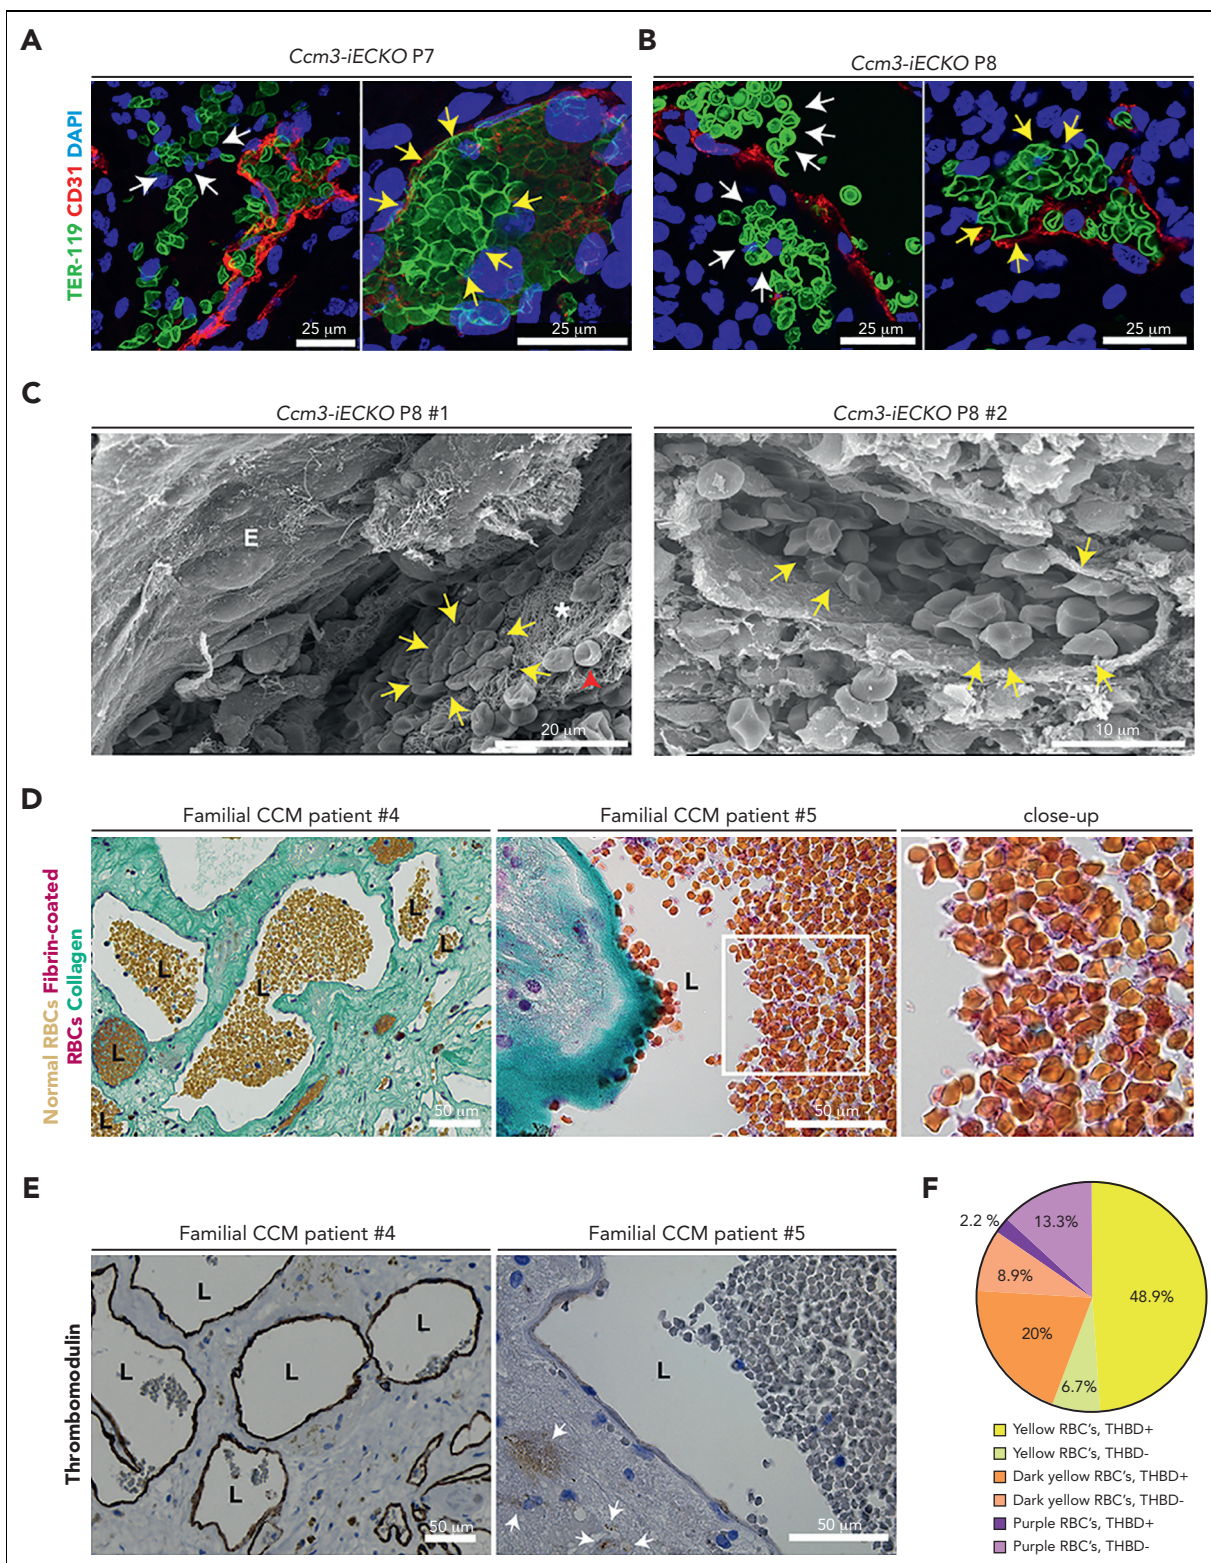 A
B
Ccm3-iECKO P7
Ccm3-iECKO P8
TER-119 CD31 DAPI
25 µm
25 µm
25 µm
25 µm
C
Ccm3-iECKO P8 #1
Ccm3-iECKO P8 #2
E
*
20 µm
10 µm
D
Familial CCM patient #4
Familial CCM patient #5
close-up
Normal RBCs Fibrin-coated
RBCs Collagen
L
L
L
L
L
L
L
50 µm
50 µm
E
F
Familial CCM patient #4
Familial CCM patient #5
Thrombomodulin
L
L
L
L
L
L
50 µm
50 µm
2.2 %
13.3%
8.9%
48.9%
20%
6.7%
Yellow RBC's, THBD+
Yellow RBC's, THBD-
Dark yellow RBC's, THBD+
Dark yellow RBC's, THBD-
Purple RBC's, THBD+
Purple RBC's, THBD-